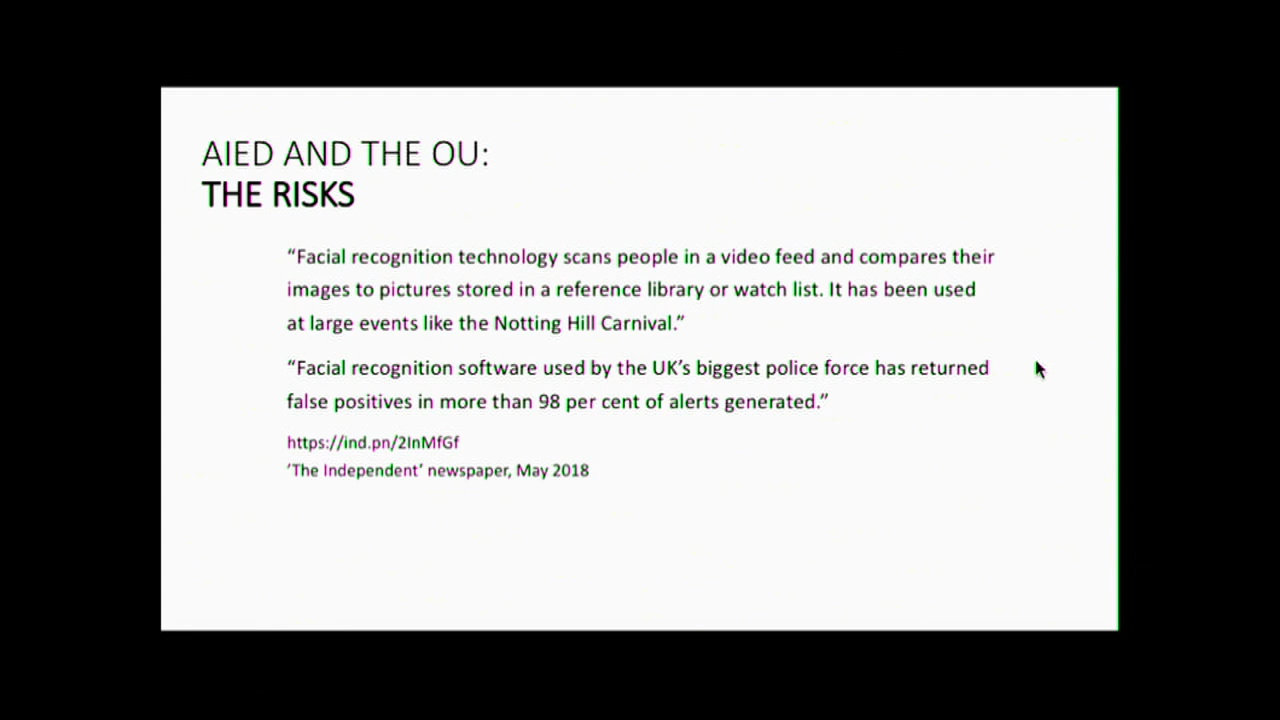 AIED AND THE OU:
THE RISKS
“Facial recognition technology scans people in a video feed and compares their
images to pictures stored in a reference library or watch list. It has been used
at large events like the Notting Hill Carnival.”
“Facial recognition software used by the UK’s biggest police force has returned
false positives in more than 98 per cent of alerts generated.”
https://ind.pn/2InMfGf
‘The Independent’ newspaper, May 2018